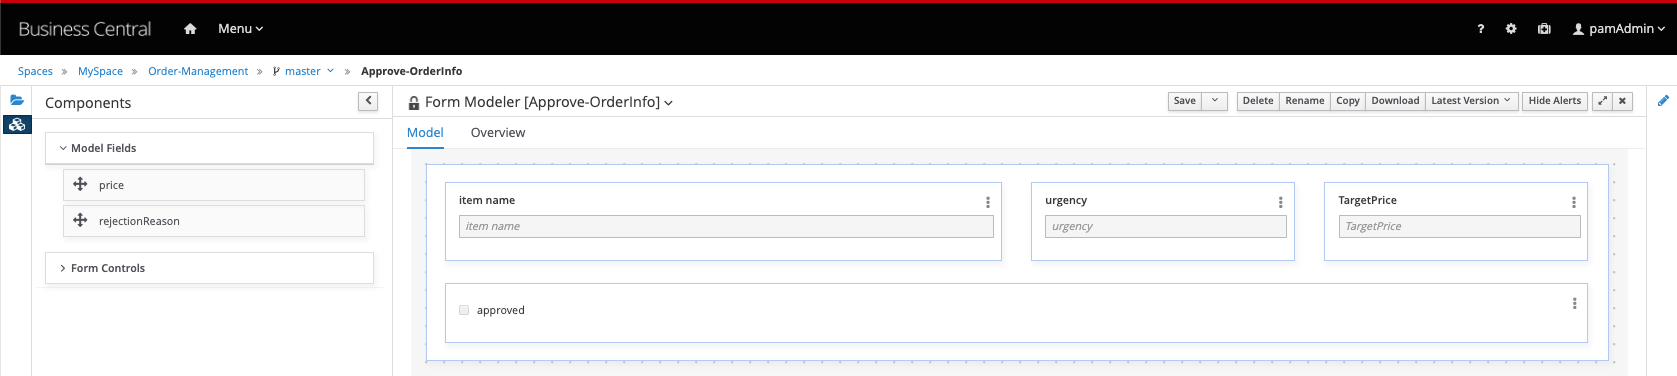 Business Central Menu ? pamAdmin
Spaces » MySpace » Order-Management » master » Approve-OrderInfo
Components
Form Modeler [Approve-OrderInfo]
Save Delete Rename Copy Download Latest Version Hide Alerts
Model Overview
Model Fields
price
rejectionReason
Form Controls
item name urgency TargetPrice
item name urgency TargetPrice
approved